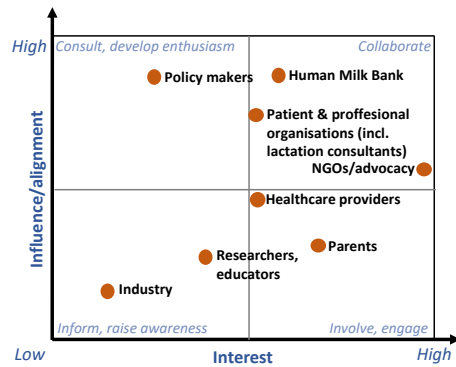 High
Consult, develop enthusiasm
Collaborate
Policy makers
Human Milk Bank
Patient & proffesional
organisations (incl.
lactation consultants)
NGOs/advocacy
Influence/alignment
Healthcare providers
Parents
Researchers,
educators
Industry
Inform, raise awareness
Involve, engage
Low
Interest
High